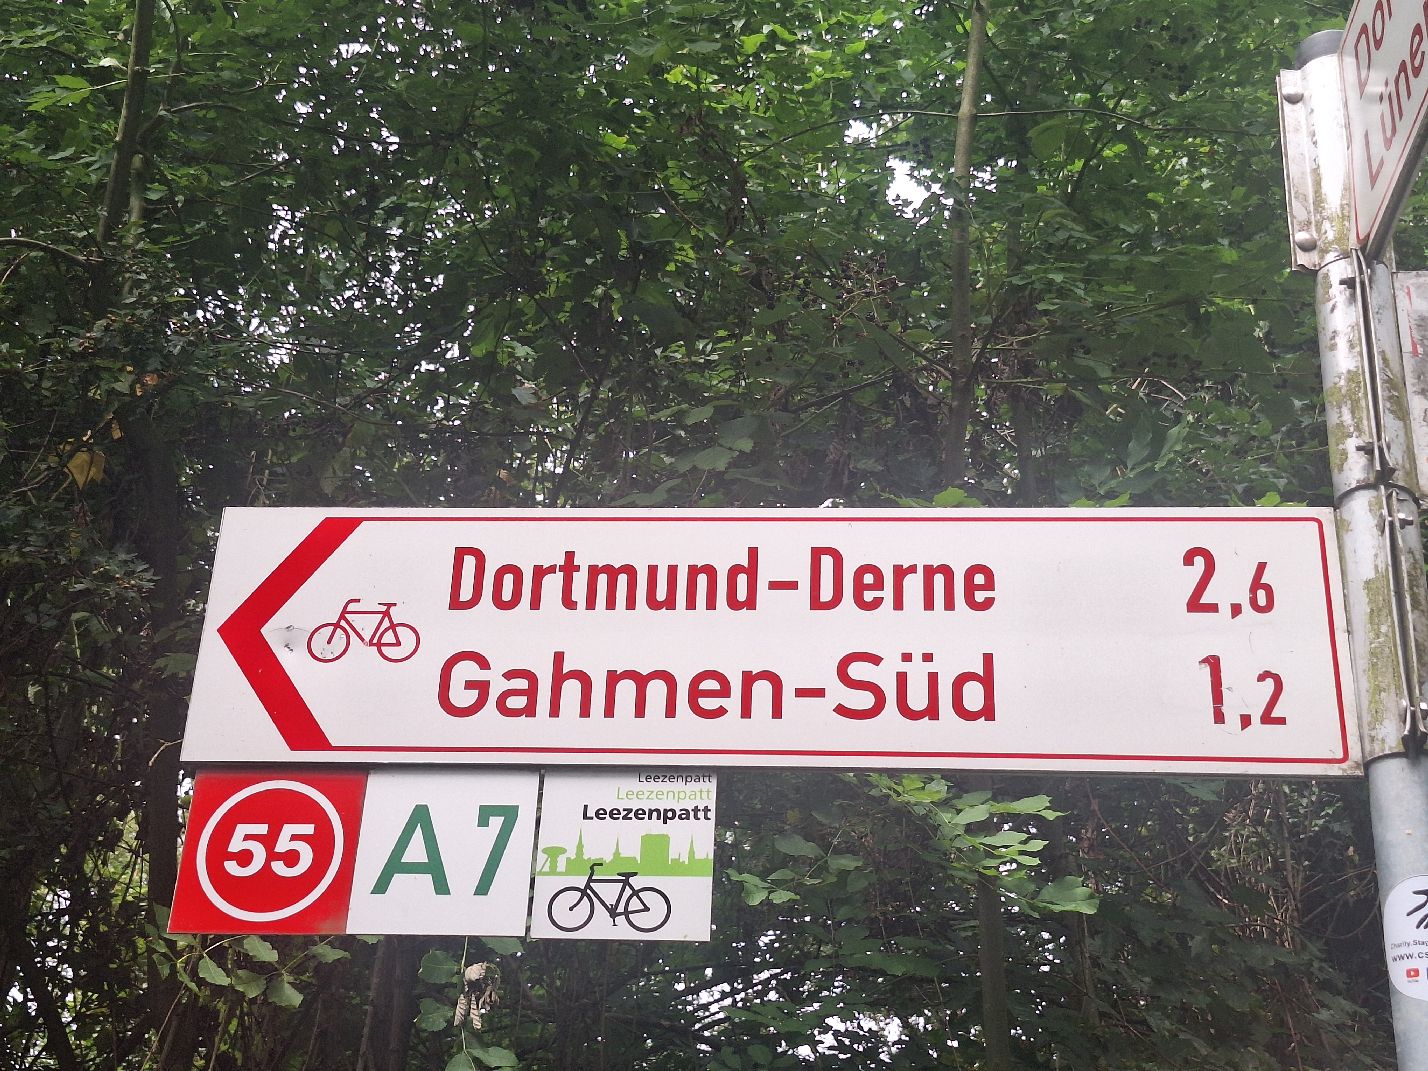 Dortmund-Derne 2,6
Gahmen-Süd 1,2
55
A7
Leezenpatt
Leezenpatt
Leezenpatt